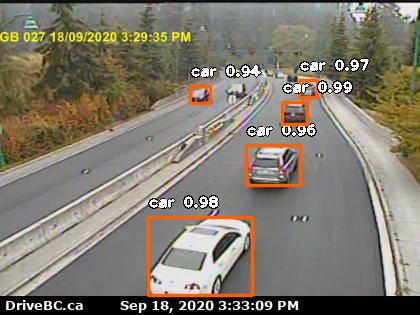 GB 027 18/09/2020 3:29:35 PM
car 0.94
car 0.97
car 0.99
car 0.96
car 0.98
DriveBC.ca Sep 18, 2020 3:33:09 PM